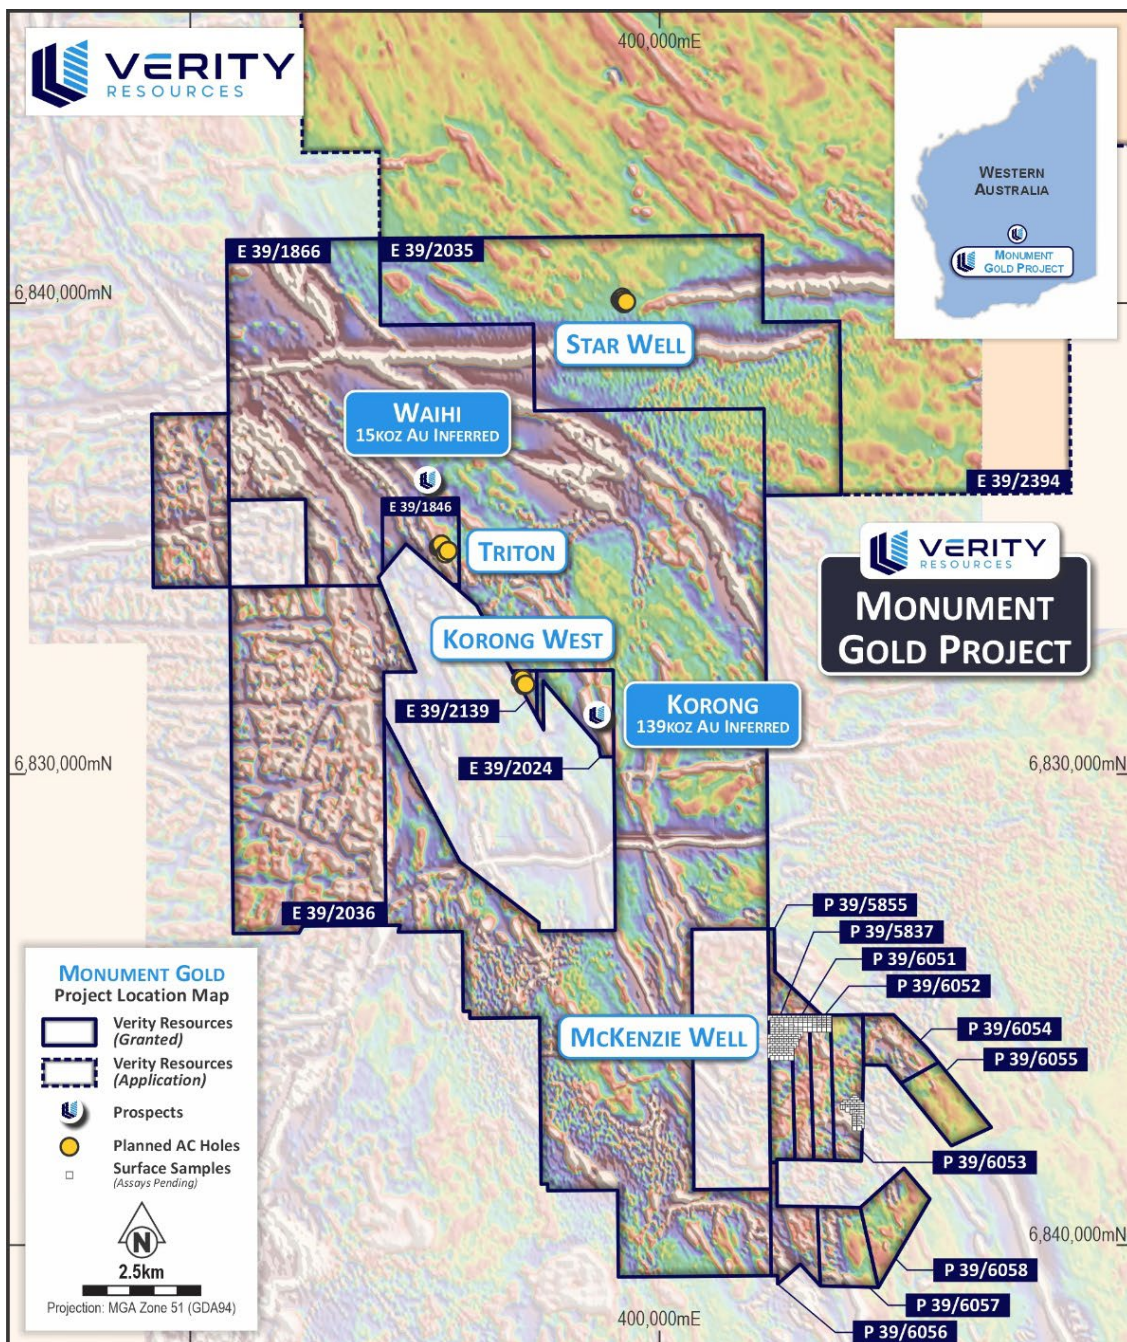 VERITY
RESOURCES
400,000mE
WESTERN
AUSTRALIA
MONUMENT
GOLD PROJECT
E 39/1866
E 39/2035
6,840,000mN
STAR WELL
WAIHI
15KOZ AU INFERRED
E 39/2394
E 39/1846
TRITON
VERITY
RESOURCES
MONUMENT
GOLD PROJECT
KORONG WEST
E 39/2139
KORONG
139KOZ AU INFERRED
E 39/2024
6,830,000mN
6,830,000mN
E 39/2036
P 39/5855
P 39/5837
P 39/6051
P 39/6052
MCKENZIE WELL
P 39/6054
P 39/6055
P 39/6053
6,840,000mN
P 39/6058
P 39/6057
P 39/6056
400,000mE
MONUMENT GOLD
Project Location Map
Verity Resources
(Granted)
Verity Resources
(Application)
Prospects
Planned AC Holes
Surface Samples
(Assays Pending)
N
2.5km
Projection: MGA Zone 51 (GDA94)